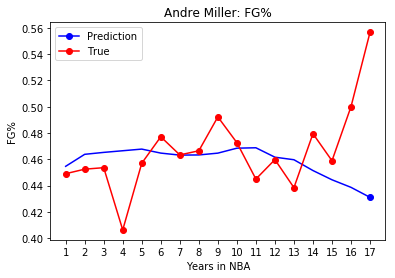 Andre Miller: FG%
Prediction
True
FG%
0.56
0.54
0.52
0.50
0.48
0.46
0.44
0.42
0.40
1 2 3 4 5 6 7 8 9 10 11 12 13 14 15 16 17
Years in NBA